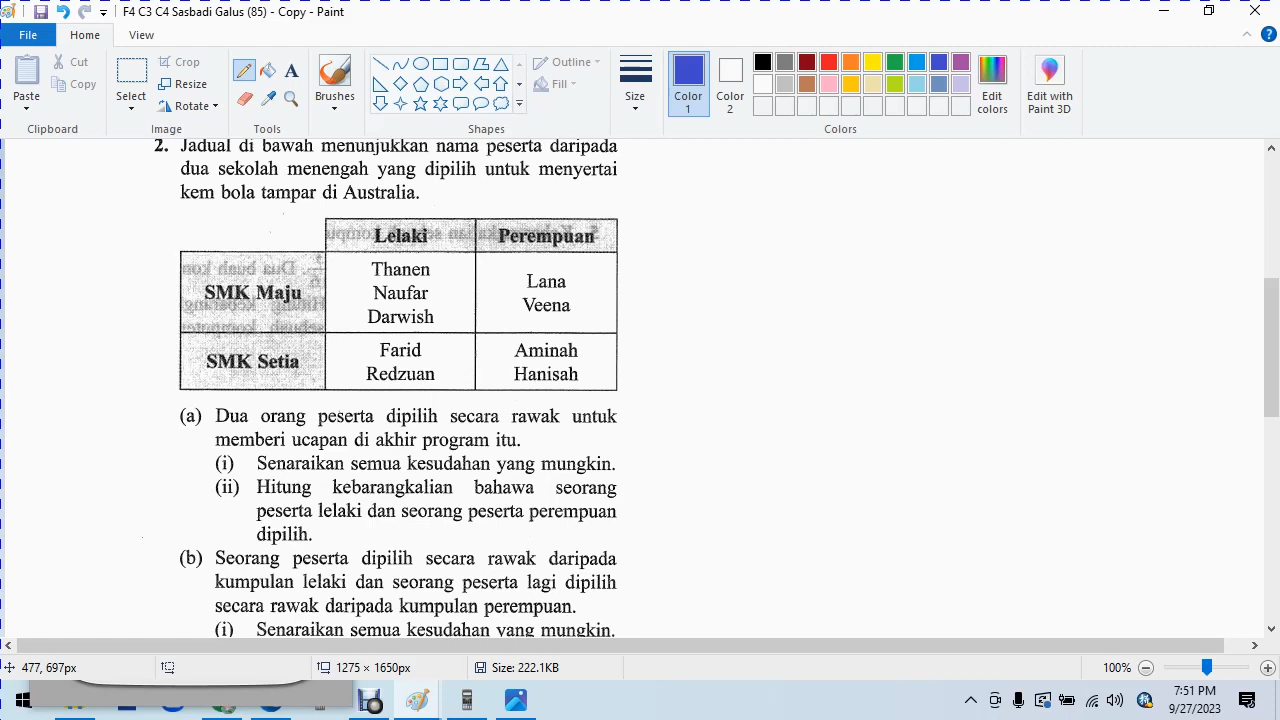 F4 C3 C4 Sasbadi Galus (85) - Copy - Paint
File Home View
Cut
Copy
Paste
Clipboard
Crop
Resize
Rotate
Select
Image
A
Tools
Brushes
Outline
Fill
Shapes
Size
Color 1
Color 2
Edit colors
Colors
Edit with Paint 3D
2. Jadual di bawah menunjukkan nama peserta daripada
dua sekolah menengah yang dipilih untuk menyertai
kem bola tampar di Australia.
Lelaki Perempuan
SMK Maju
Thanen
Naufar
Darwish
Lana
Veena
SMK Setia
Farid
Redzuan
Aminah
Hanisah
(a) Dua orang peserta dipilih secara rawak untuk
memberi ucapan di akhir program itu.
(i) Senaraikan semua kesudahan yang mungkin.
(ii) Hitung kebarangkalian bahawa seorang
peserta lelaki dan seorang peserta perempuan
dipilih.
(b) Seorang peserta dipilih secara rawak daripada
kumpulan lelaki dan seorang peserta lagi dipilih
secara rawak daripada kumpulan perempuan.
(i) Senaraikan semua kesudahan yang mungkin.
477, 697px
1275 × 1650px
Size: 222.1KB
100%
7:51 PM
9/27/2023